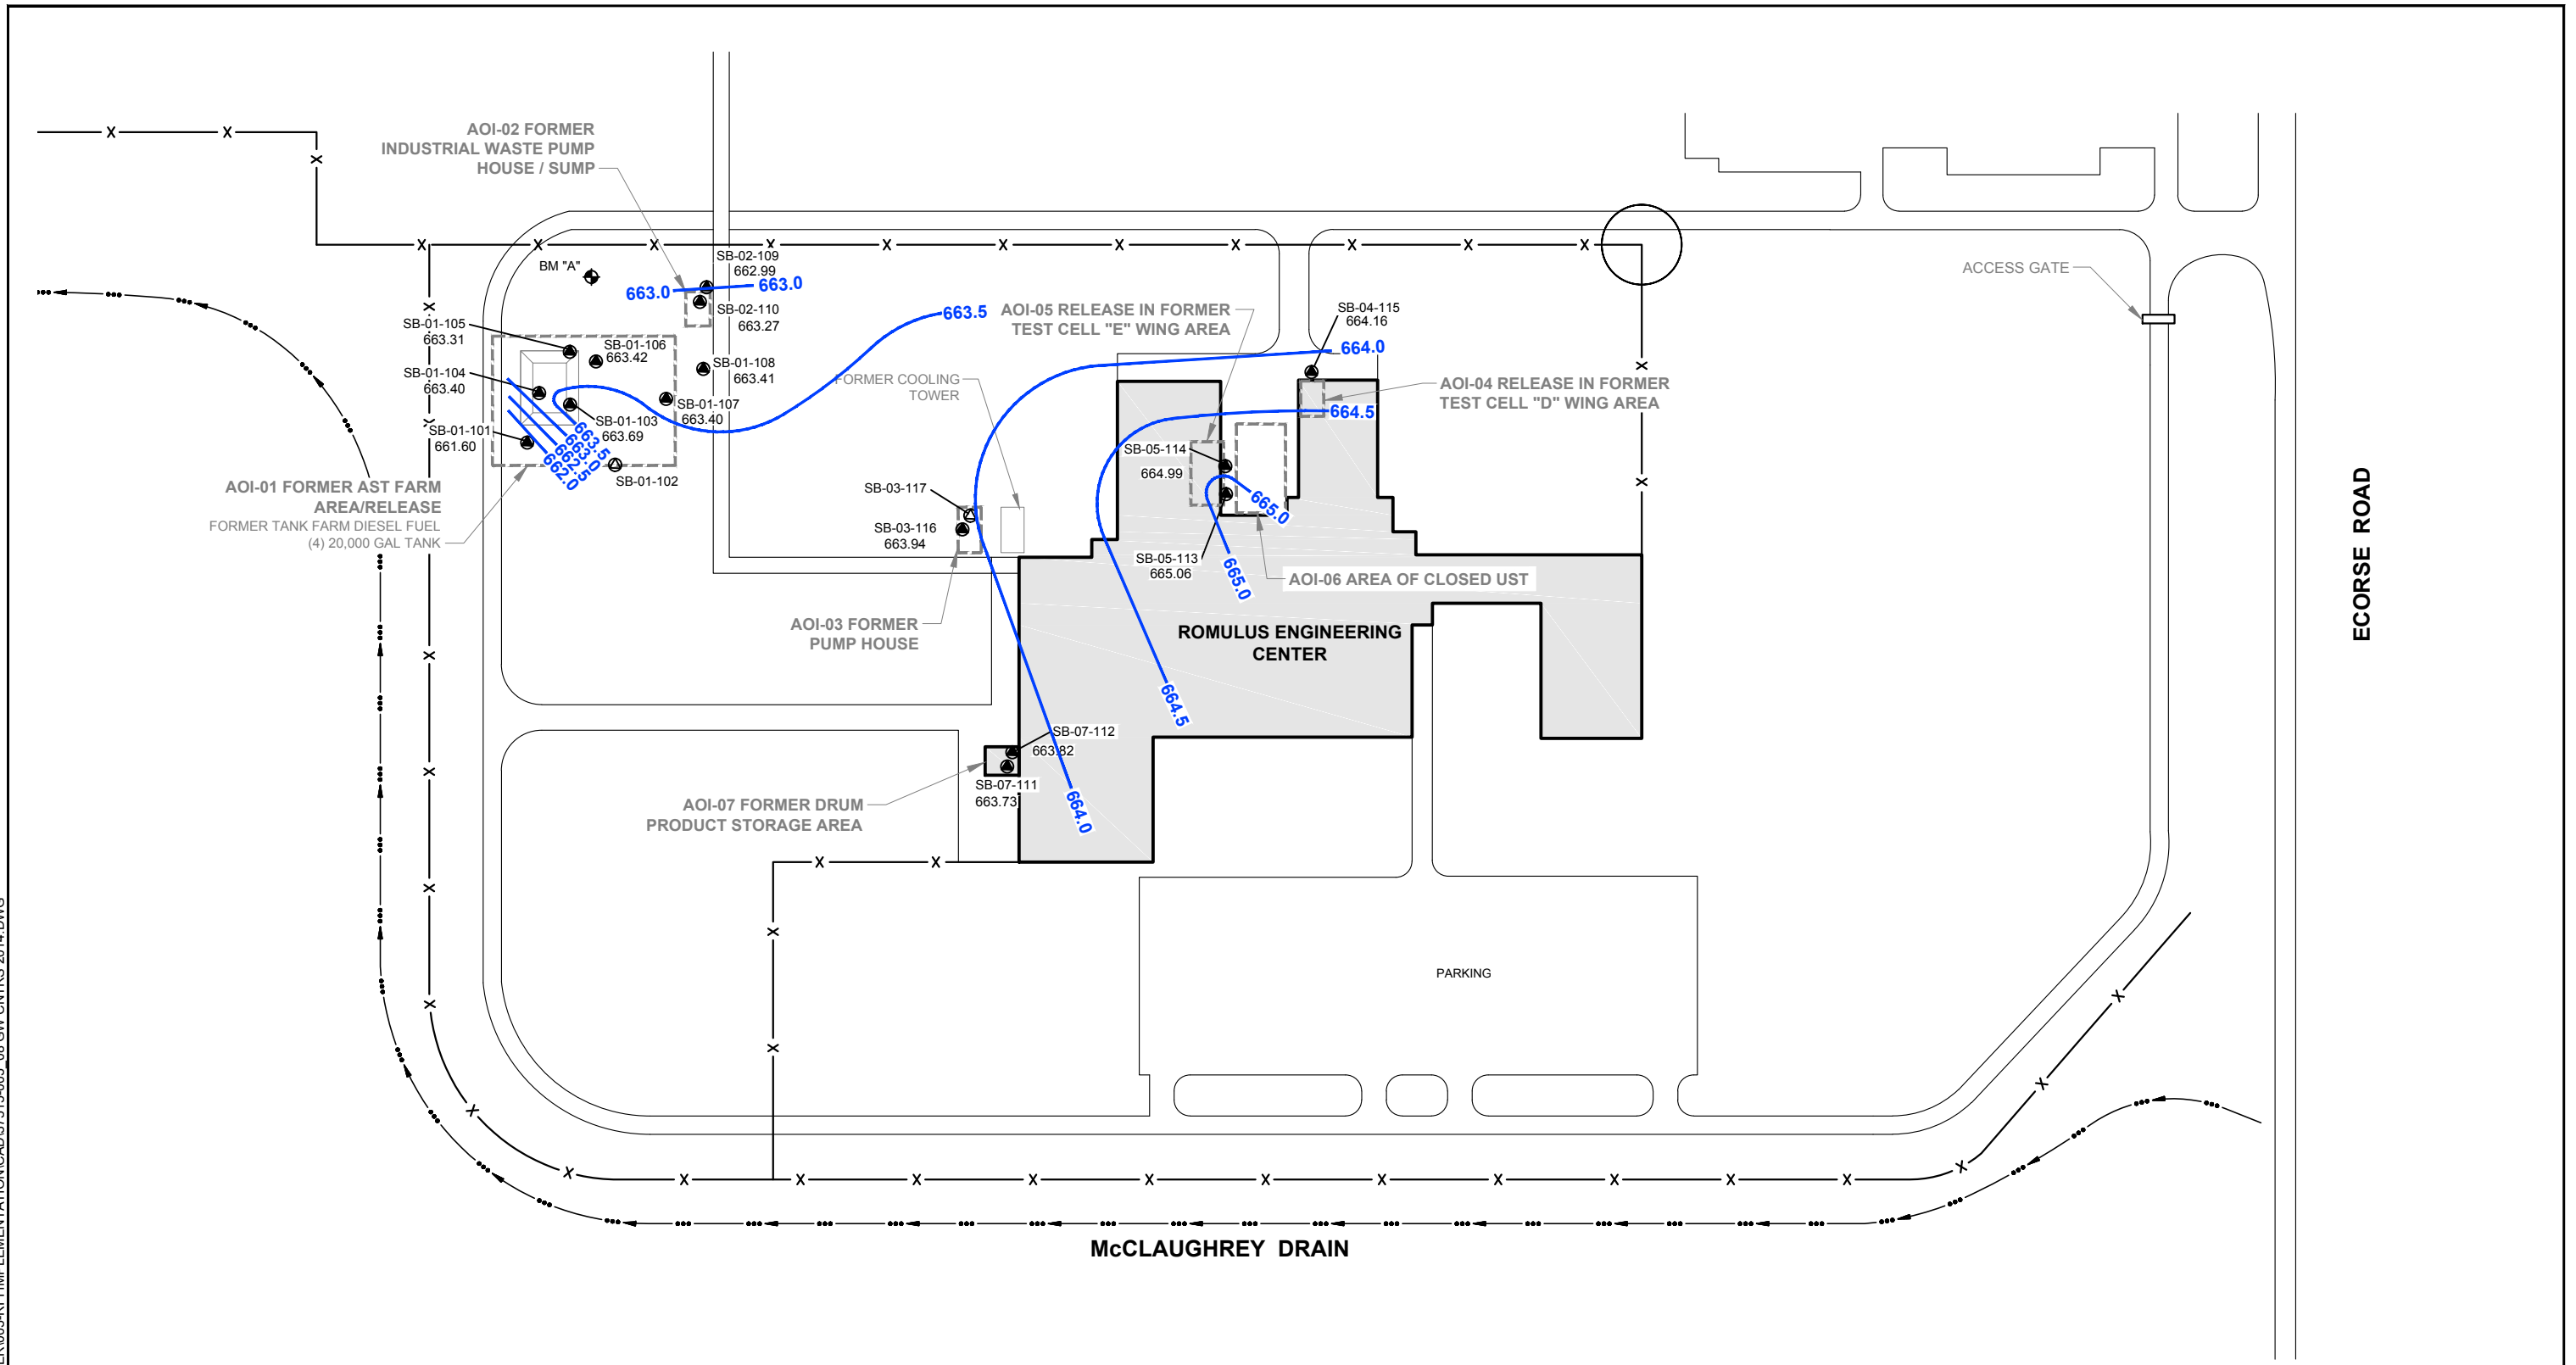 AOI-02 FORMER
INDUSTRIAL WASTE PUMP
HOUSE / SUMP
SB-02-109
662.99
BM "A"
663.0
663.0
SB-02-110
663.27
663.5
AOI-05 RELEASE IN FORMER
TEST CELL "E" WING AREA
SB-04-115
664.16
ACCESS GATE
SB-01-105
663.31
SB-01-106
663.42
664.0
SB-01-108
663.41
SB-01-104
663.40
FORMER COOLING
TOWER
AOI-04 RELEASE IN FORMER
TEST CELL "D" WING AREA
SB-01-107
663.40
664.5
SB-01-103
663.69
SB-01-101
661.60
663.5
663.0
662.5
662.0
SB-01-102
SB-05-114
664.99
665.0
AOI-01 FORMER AST FARM
AREA/RELEASE
FORMER TANK FARM DIESEL FUEL
(4) 20,000 GAL TANK
SB-03-117
SB-03-116
663.94
SB-05-113
665.06
665.0
AOI-06 AREA OF CLOSED UST
ECORSE ROAD
AOI-03 FORMER
PUMP HOUSE
ROMULUS ENGINEERING
CENTER
664.5
SB-07-112
663.82
SB-07-111
663.73
664.0
AOI-07 FORMER DRUM
PRODUCT STORAGE AREA
PARKING
McCLAUGHREY DRAIN